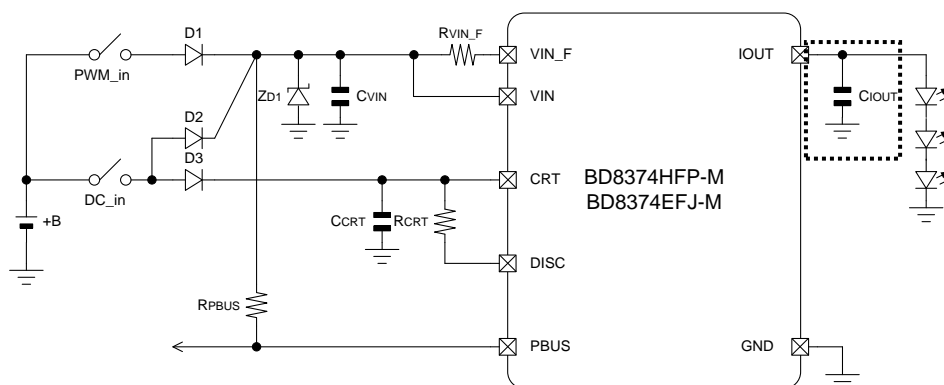 D1
RVIN_F
VIN_F
IOUT
PWM_in
ZD1
CVIN
VIN
CIOUT
D2
D3
DC_in
CRT
BD8374HFP-M
BD8374EFJ-M
+B
CCRT
RCRT
DISC
RPBUS
PBUS
GND